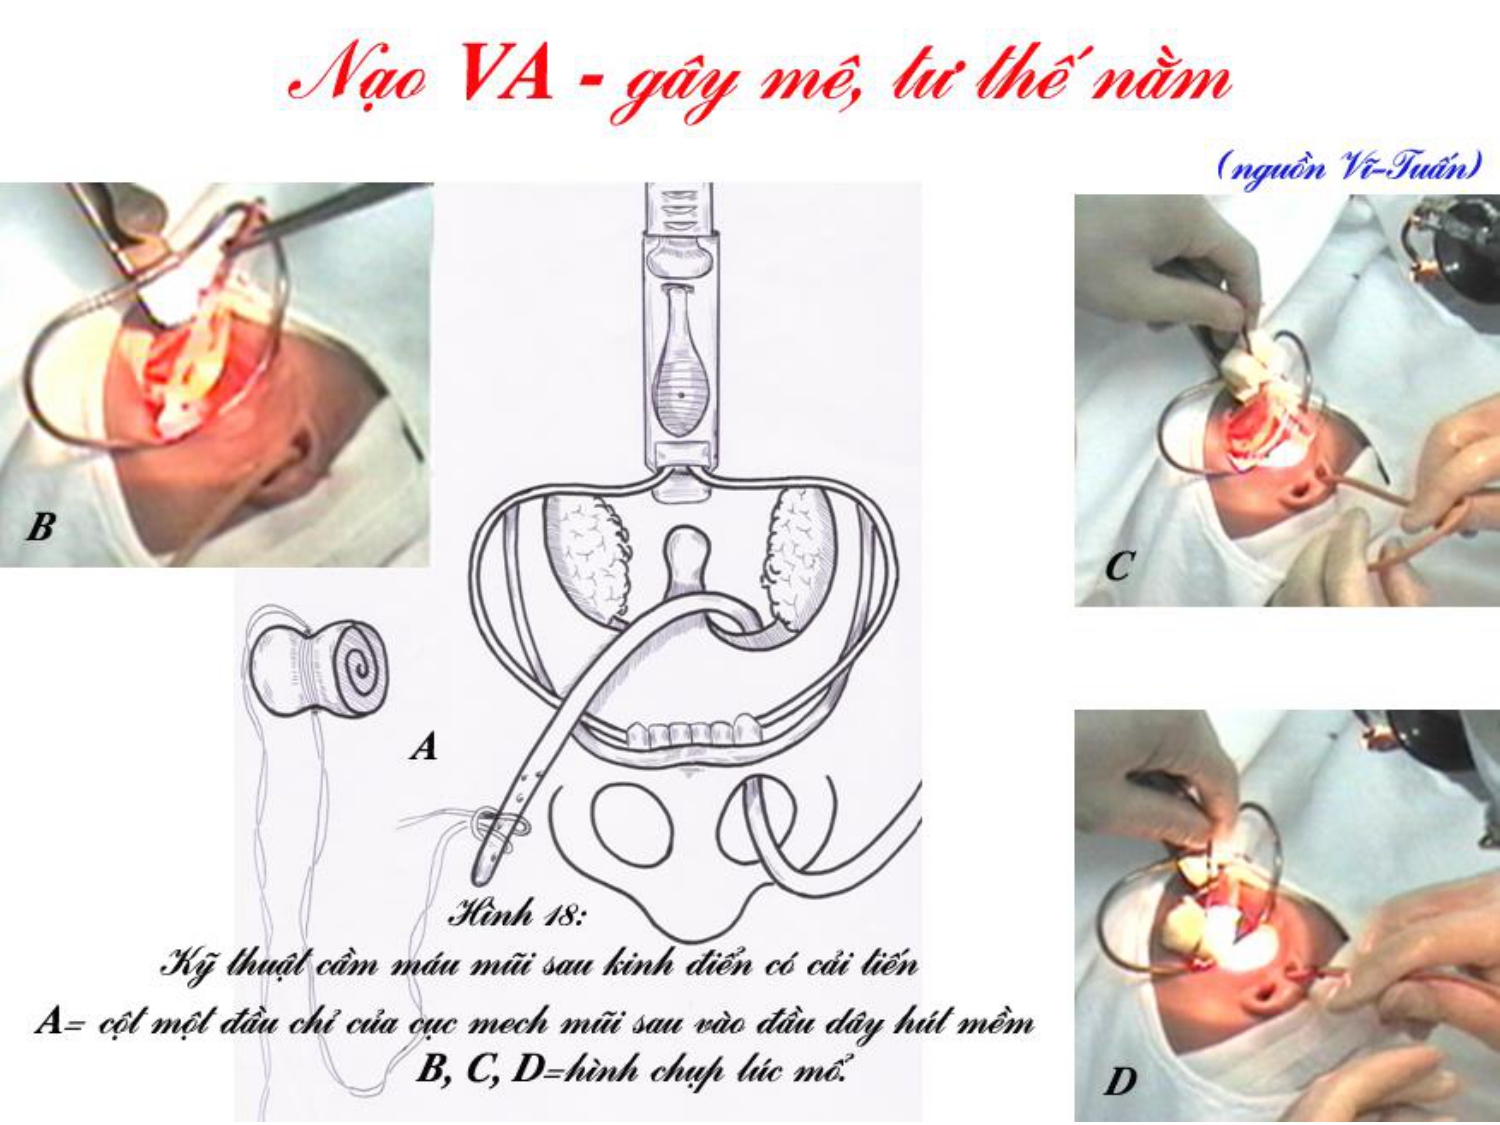 Nạo VA - gây mê, tư thế nằm
(nguồn Vĩ-Tuấn)
B
C
A
Hình 18:
Kỹ thuật cầm máu mũi sau kinh điển có cải tiến
A= cột một đầu chỉ của cục mech mũi sau vào đầu dây hút mềm
B, C, D=hình chụp lúc mổ.
D